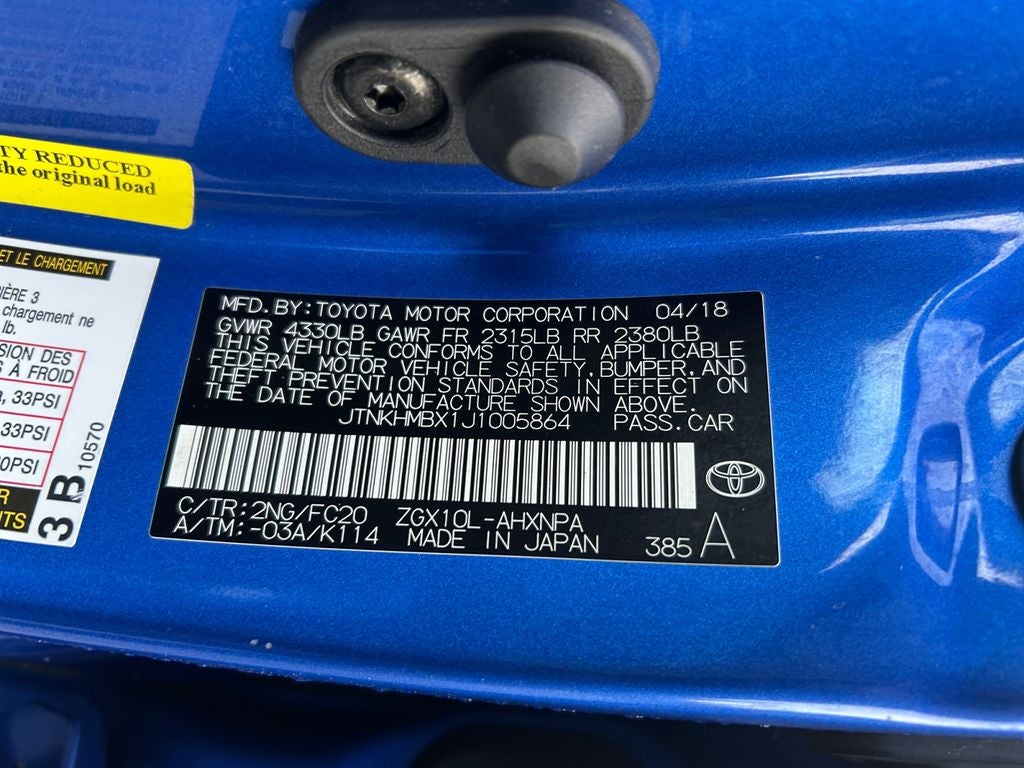 TY REDUCED
the original load
ET LE CHARGEMENT
IÈRE 3
chargement ne
lb.
SION DES
À FROID
, 33PSI
33PSI
0PSI
3 B
10570
MFD.BY:TOYOTA MOTOR CORPORATION 04/18
GVWR 4330LB GAWR FR 2315LB RR 2380LB
THIS VEHICLE CONFORMS TO ALL APPLICABLE
FEDERAL MOTOR VEHICLE SAFETY,BUMPER,AND
THEFT PREVENTION STANDARDS IN EFFECT ON
THE DATE OF MANUFACTURE SHOWN ABOVE.
JTNKHMBX1J1005864 PASS.CAR
C/TR:2NG/FC20 ZGX10L-AHXNPA
A/TM:-03A/K114 MADE IN JAPAN 385 A